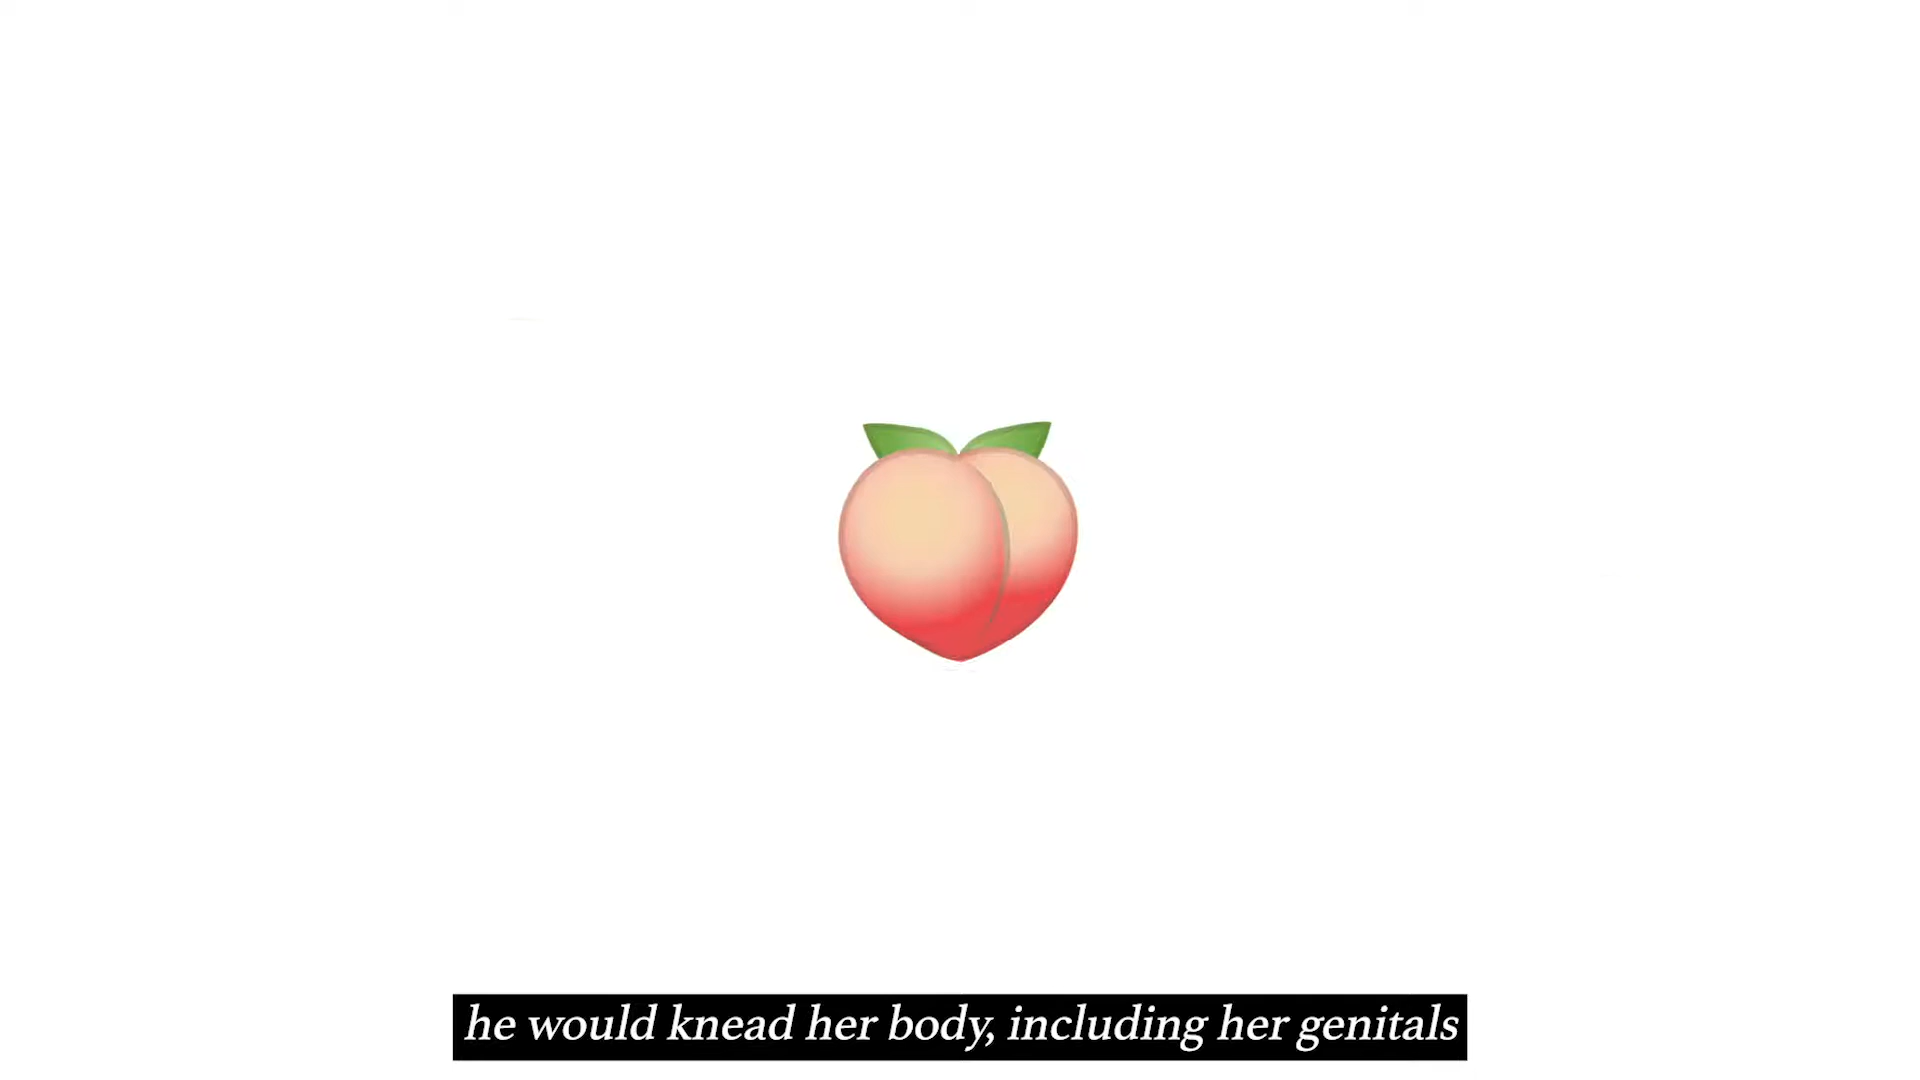 he would knead her body, including her genitals